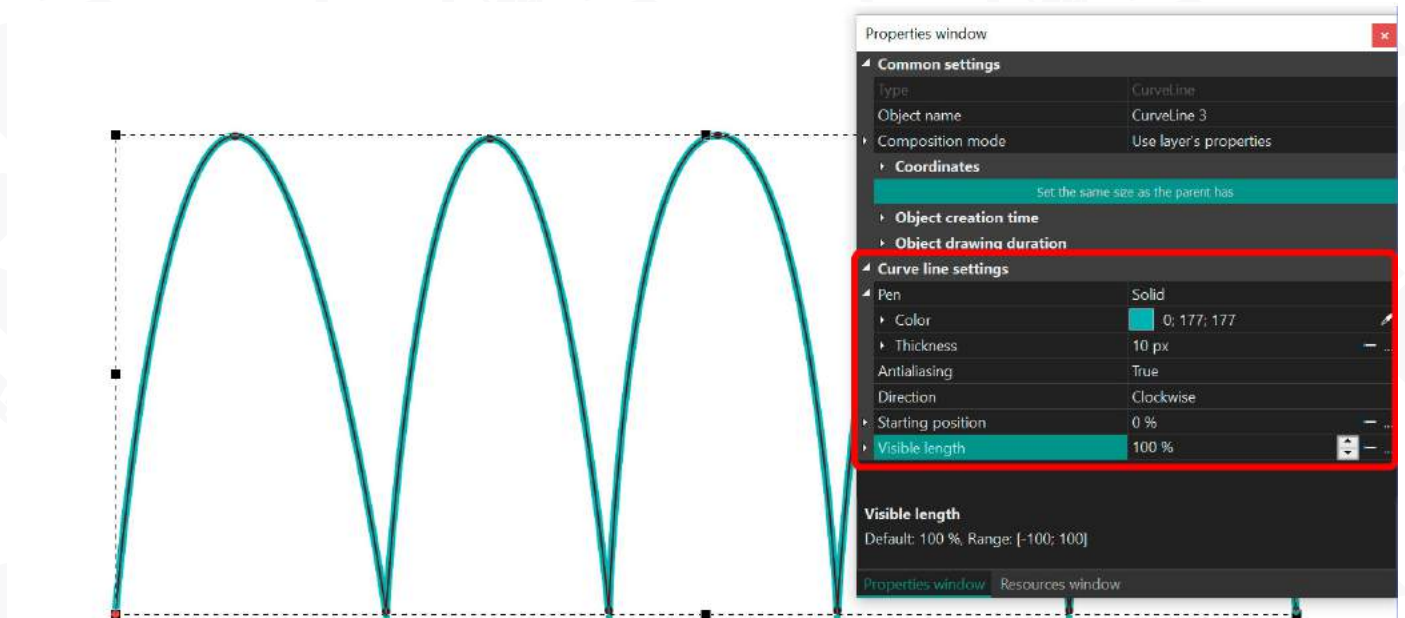 Properties window
Common settings
Type CurveLine
Object name CurveLine 3
Composition mode Use layer's properties
Coordinates
Set the same size as the parent has
Object creation time
Object drawing duration
Curve line settings
Pen Solid
Color 0; 177; 177
Thickness 10 px
Antialiasing True
Direction Clockwise
Starting position 0 %
Visible length 100 %
Visible length
Default: 100 %, Range: [-100; 100]
Properties window Resources window